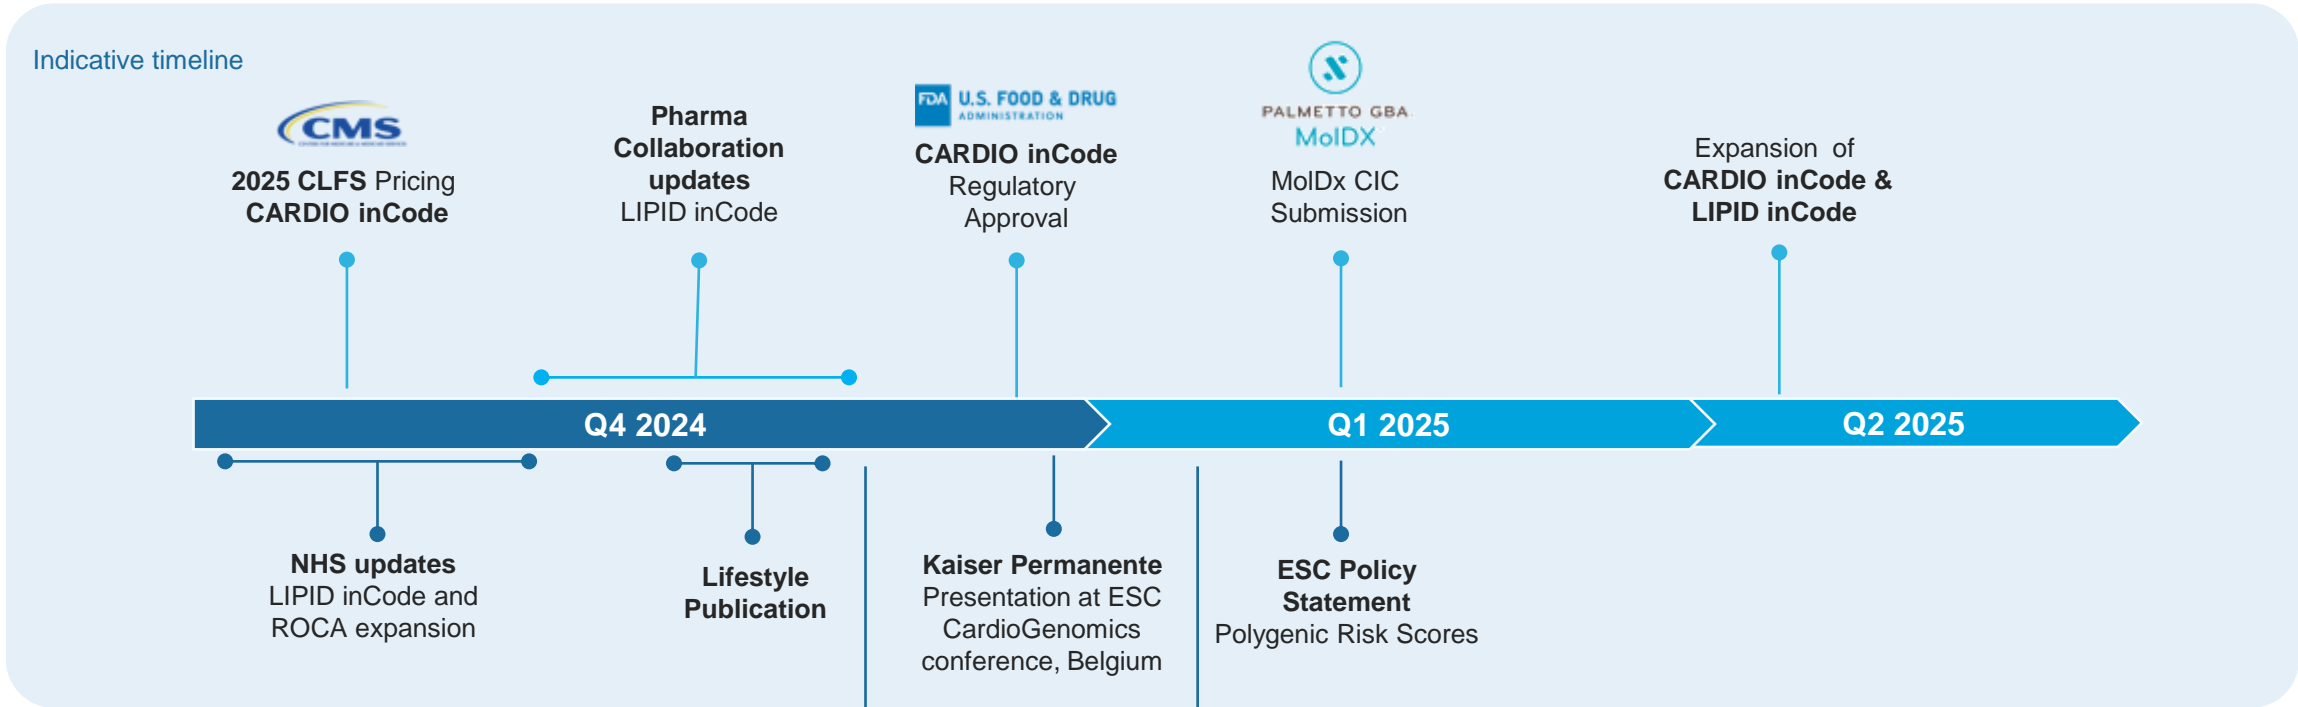 Indicative timeline
CMS
2025 CLFS Pricing
CARDIO inCode
Pharma
Collaboration
updates
LIPID inCode
FDA U.S. FOOD & DRUG
ADMINISTRATION
CARDIO inCode
Regulatory
Approval
PALMETTO GBA
MolDX
MolDx CIC
Submission
Expansion of
CARDIO inCode &
LIPID inCode
Q4 2024
Q1 2025
Q2 2025
NHS updates
LIPID inCode and
ROCA expansion
Lifestyle
Publication
Kaiser Permanente
Presentation at ESC
CardioGenomics
conference, Belgium
ESC Policy
Statement
Polygenic Risk Scores